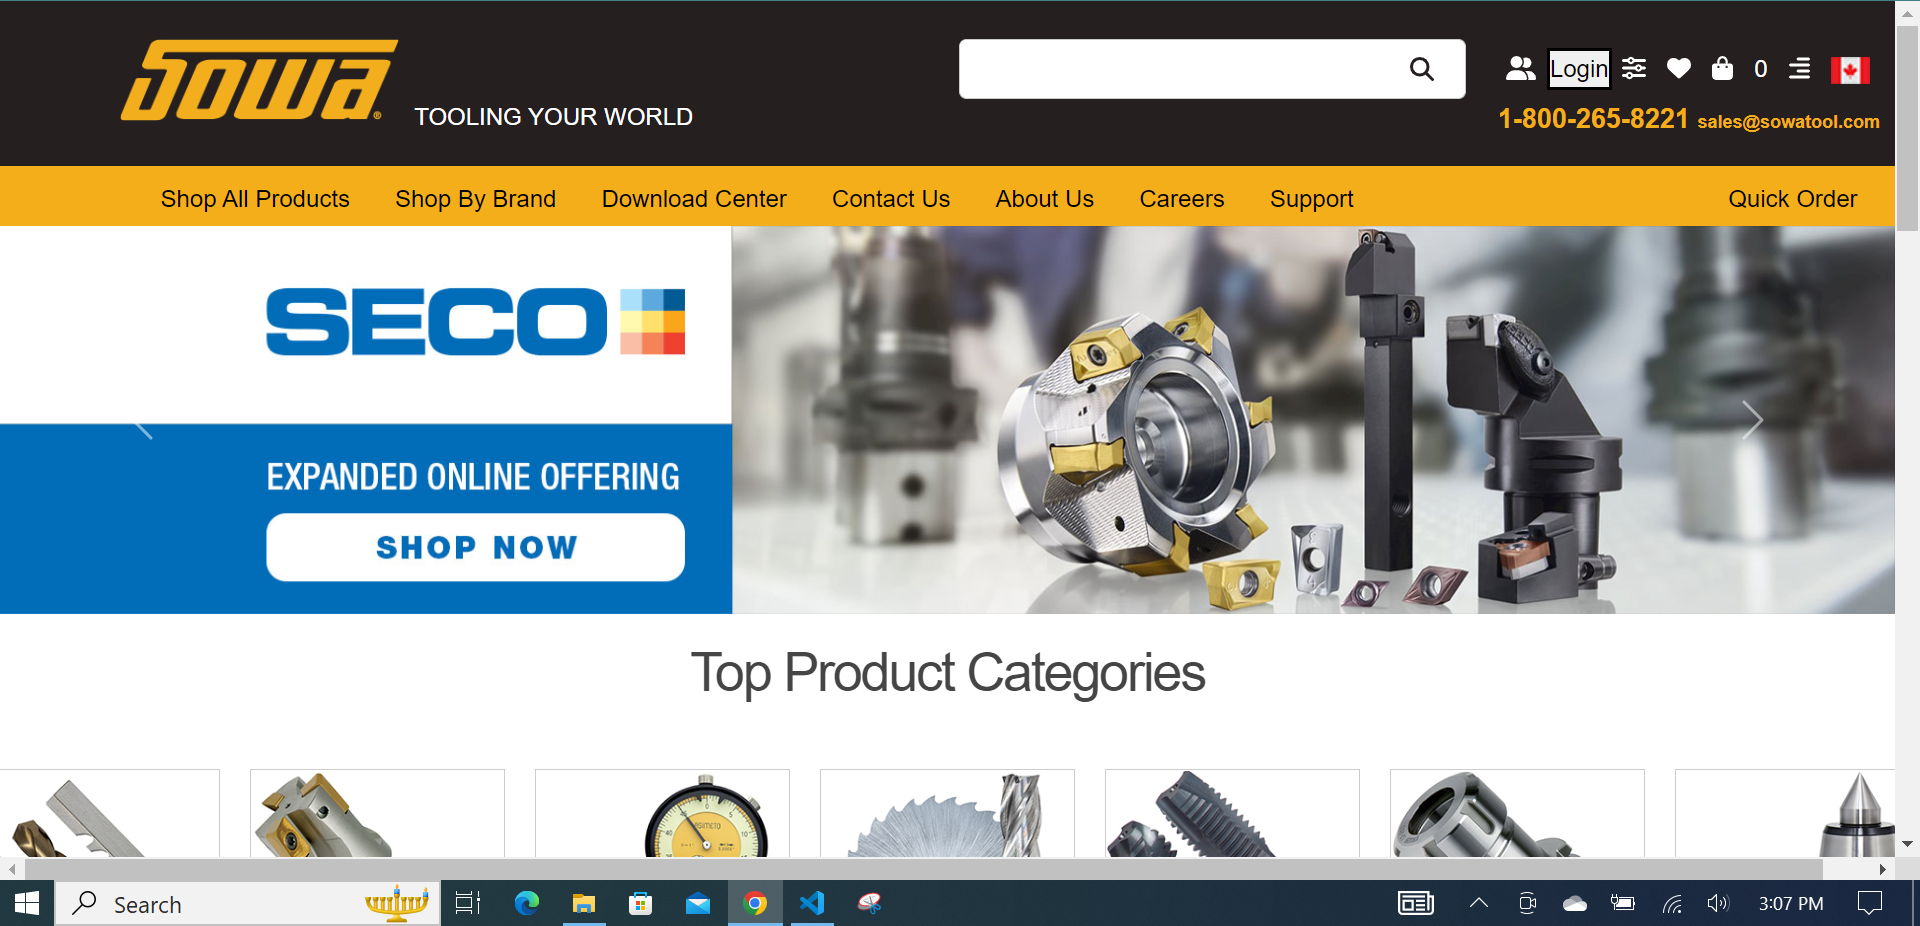 Sowa®
TOOLING YOUR WORLD
Login
0
1-800-265-8221 sales@sowatool.com
Shop All Products Shop By Brand Download Center Contact Us About Us Careers Support Quick Order
SECO
EXPANDED ONLINE OFFERING
SHOP NOW
Top Product Categories
Search
3:07 PM